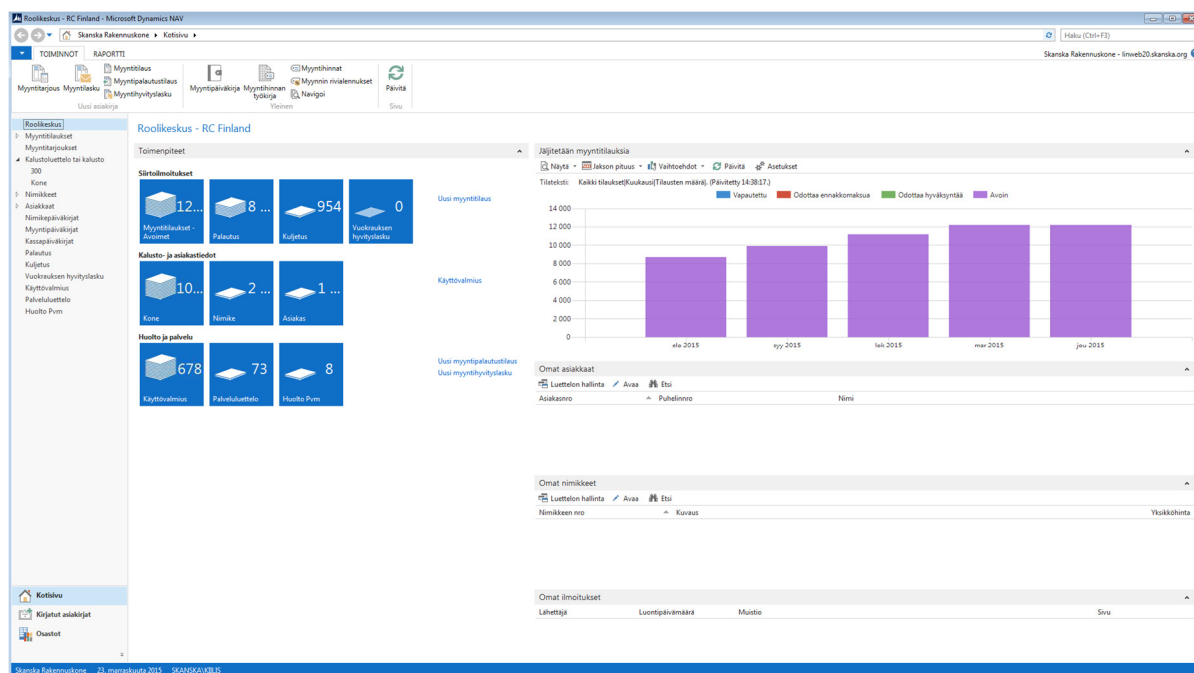 Roolikeskus - RC Finland - Microsoft Dynamics NAV
Skanska Rakennuskone Kotisivu
Haku (Ctrl+F3)
TOIMINNOT RAPORTTI
Skanska Rakennuskone - linweb20.skanska.org
Myyntitarjous Myyntilasku
Myyntitilaus
Myyntipalautustilaus
Myyntihyvityslasku
Uusi asiakirja
Myyntipäiväkirja Myyntihinnan työkirja
Myyntihinnat
Myynnin rivialennukset
Navigoi
Yleinen
Päivitä
Sivu
Roolikeskus
Myyntitilaukset
Myyntitarjoukset
Kalustoluettelo tai kalusto
300
Kone
Nimikkeet
Asiakkaat
Nimikepäiväkirjat
Myyntipäiväkirjat
Kassapäiväkirjat
Palautus
Kuljetus
Vuokrauksen hyvityslasku
Käyttövalmius
Palveluluettelo
Huolto Pvm
Kotisivu
Kirjatut asiakirjat
Osastot
Roolikeskus - RC Finland
Toimenpiteet
Siirtoilmoitukset
12... 8 ... 954 0
Myyntitilaukset - Avoimet
Palautus
Kuljetus
Vuokrauksen hyvityslasku
Uusi myyntitilaus
Kalusto- ja asiakastiedot
10... 2 ... 1 ...
Kone Nimike Asiakas
Käyttövalmius
Huolto ja palvelu
678 73 8
Käyttövalmius Palveluluettelo Huolto Pvm
Uusi myyntipalautustilaus
Uusi myyntihyvityslasku
Jäljitetään myyntitilauksia
Näytä Jakson pituus Vaihtoehdot Päivitä Asetukset
Tilateksti: Kaikki tilaukset|Kuukausi|Tilausten määrä|. (Päivitetty 14:38:17.)
Vapautettu Odottaa ennakkomaksua Odottaa hyväksyntää Avoin
14 000
12 000
10 000
8 000
6 000
4 000
2 000
0
elo 2015 syy 2015 lok 2015 mar 2015 jou 2015
Omat asiakkaat
Luettelon hallinta Avaa Etsi
Asiakasnro Puhelinnro Nimi
Omat nimikkeet
Luettelon hallinta Avaa Etsi
Nimikkeen nro Kuvaus Yksikköhinta
Omat ilmoitukset
Lähettäjä Luontipäivämäärä Muistio Sivu
Skanska Rakennuskone 23. marraskuuta 2015